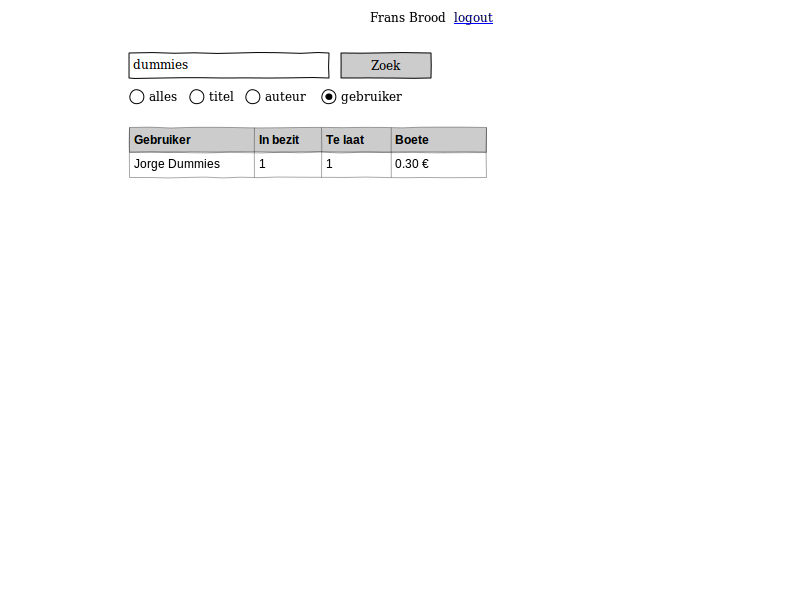 Frans Brood logout
dummies Zoek
alles titel auteur gebruiker
Gebruiker In bezit Te laat Boete
Jorge Dummies 1 1 0.30 €